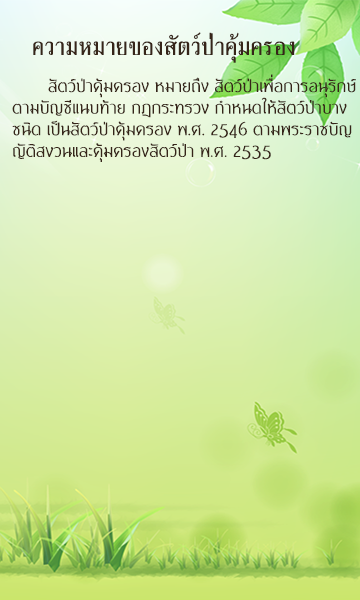 ความหมายของสัตว์ป่าคุ้มครอง
สัตว์ป่าคุ้มครอง หมายถึง สัตว์ป่าเพื่อการอนุรักษ์
ตามบัญชีแนบท้าย กฎกระทรวง กำหนดให้สัตว์ป่าบาง
ชนิด เป็นสัตว์ป่าคุ้มครอง พ.ศ. 2546 ตามพระราชบัญ
ญัติสงวนและคุ้มครองสัตว์ป่า พ.ศ. 2535